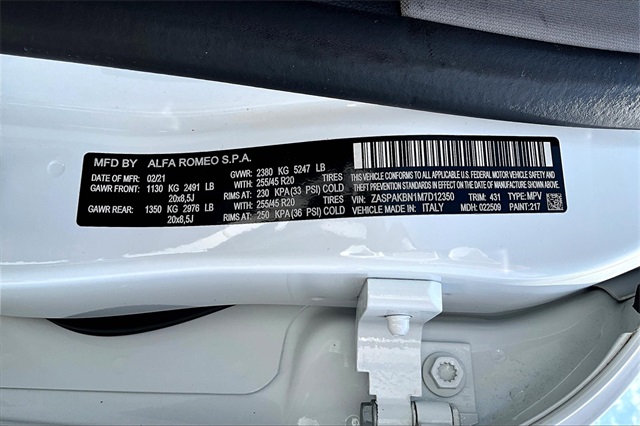 MFD BY ALFA ROMEO S.P.A.
DATE OF MFR: 02/21 GVWR: 2380 KG 5247 LB
GAWR FRONT: 1130 KG 2491 LB WITH 255/45 R20 TIRES
20x8,5J RIMS AT: 230 KPA(33 PSI) COLD
GAWR REAR: 1350 KG 2976 LB WITH 255/45 R20 TIRES
20x8,5J RIMS AT: 250 KPA(36 PSI) COLD
THIS VEHICLE CONFORMS TO ALL APPLICABLE U.S. FEDERAL MOTOR VEHICLE SAFETY, BUMPER, AND THEFT
PREVENTION STANDARDS IN EFFECT ON THE DATE OF MANUFACTURE SHOWN ABOVE.
VIN: ZASPAKBN1M7D12350 TRIM: 431 TYPE: MPV
VEHICLE MADE IN: ITALY MDH: 022509 PAINT: 217